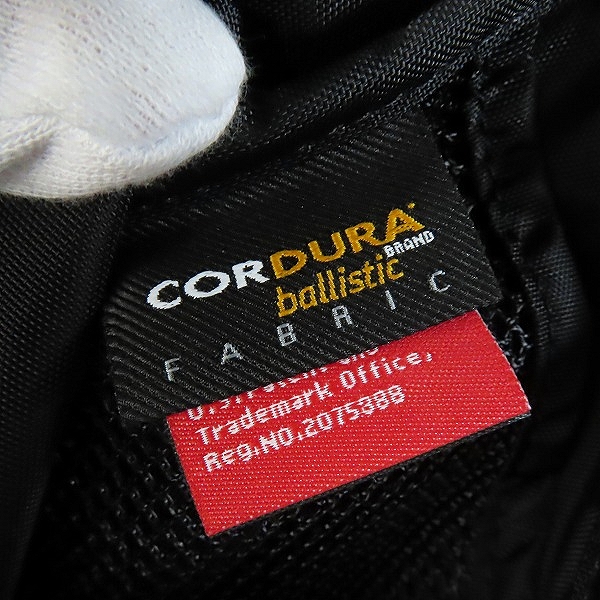 CORDURA
BRAND
ballistic
FABRIC
Trademark Office,
Reg.NO.2075388